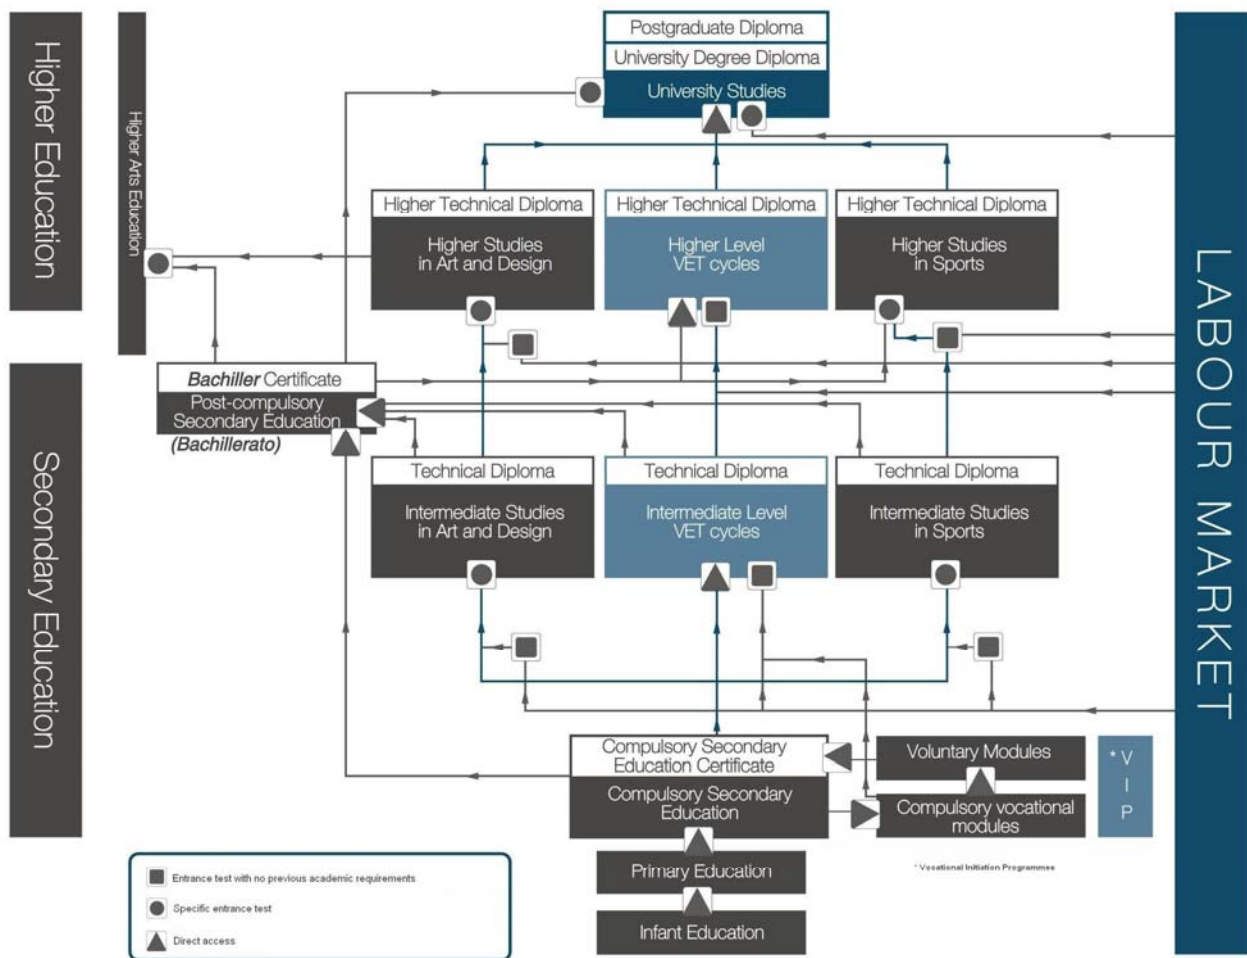 Higher Education
Higher Arts Education
Postgraduate Diploma
University Degree Diploma
University Studies
Higher Technical Diploma
Higher Studies
in Art and Design
Higher Technical Diploma
Higher Level
VET cycles
Higher Technical Diploma
Higher Studies
in Sports
LABOUR MARKET
Secondary Education
Bachiller Certificate
Post-compulsory
Secondary Education
(Bachillerato)
Technical Diploma
Intermediate Studies
in Art and Design
Technical Diploma
Intermediate Level
VET cycles
Technical Diploma
Intermediate Studies
in Sports
Compulsory Secondary
Education Certificate
Compulsory Secondary
Education
Voluntary Modules
Compulsory vocational
modules
* V
I
P
Primary Education
Infant Education
* Vocational Initiation Programmes
Entrance test with no previous academic requirements
Specific entrance test
Direct access